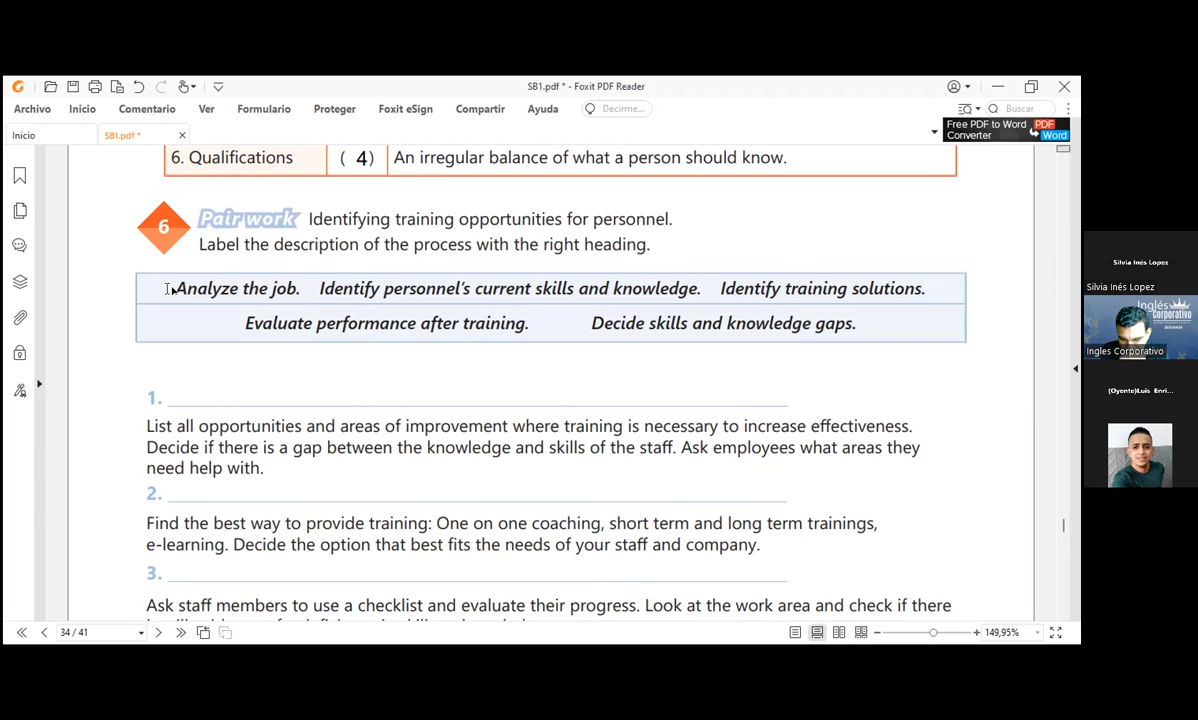 SB1.pdf * - Foxit PDF Reader
Archivo Inicio Comentario Ver Formulario Proteger Foxit eSign Compartir Ayuda Decirme... Buscar
Inicio SB1.pdf *
Free PDF to Word PDF
Converter Word
6. Qualifications ( 4 ) An irregular balance of what a person should know.
6 Pair work Identifying training opportunities for personnel.
Label the description of the process with the right heading.
Analyze the job. Identify personnel's current skills and knowledge. Identify training solutions.
Evaluate performance after training. Decide skills and knowledge gaps.
1.
List all opportunities and areas of improvement where training is necessary to increase effectiveness.
Decide if there is a gap between the knowledge and skills of the staff. Ask employees what areas they
need help with.
2.
Find the best way to provide training: One on one coaching, short term and long term trainings,
e-learning. Decide the option that best fits the needs of your staff and company.
3.
Ask staff members to use a checklist and evaluate their progress. Look at the work area and check if there
34 / 41 149,95%
Silvia Inés Lopez
Silvia Inés Lopez
Inglés
Corporativo
Ingles Corporativo
(Oyente)Luis Enri...